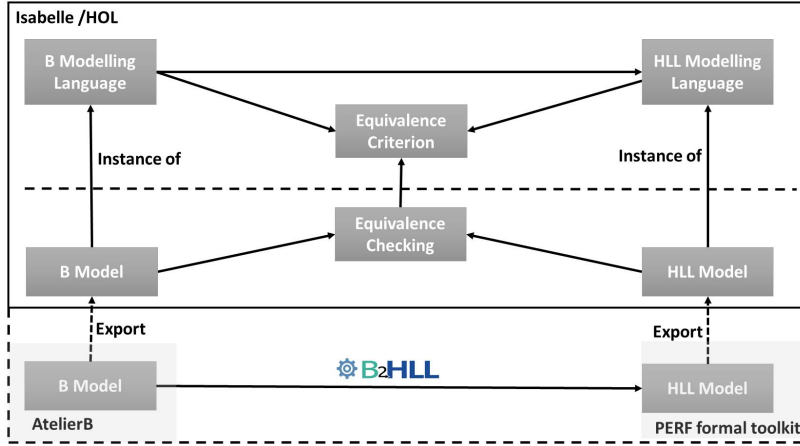 Isabelle /HOL
B Modelling
Language
HLL Modelling
Language
Equivalence
Criterion
Instance of
Instance of
Equivalence
Checking
B Model
HLL Model
Export
Export
B2HLL
B Model
HLL Model
AtelierB
PERF formal toolkit